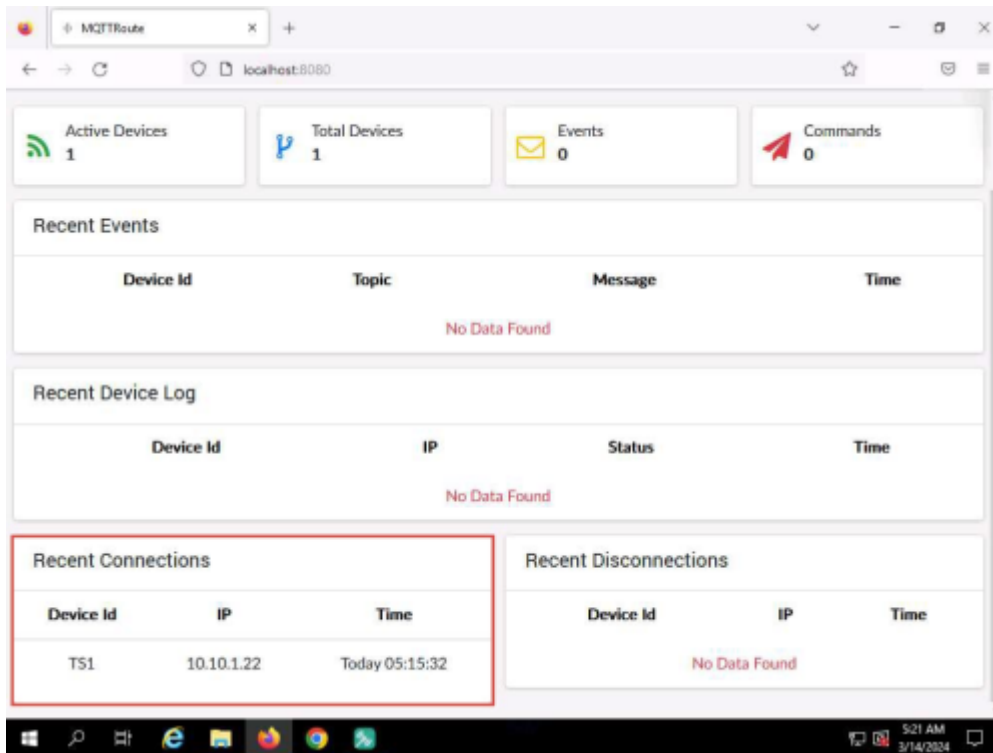 MQTTRoute
localhost:8080
Active Devices
1
Total Devices
1
Events
0
Commands
0
Recent Events
Device Id Topic Message Time
No Data Found
Recent Device Log
Device Id IP Status Time
No Data Found
Recent Connections
Device Id IP Time
TS1 10.10.1.22 Today 05:15:32
Recent Disconnections
Device Id IP Time
No Data Found
5:21 AM
3/14/2024